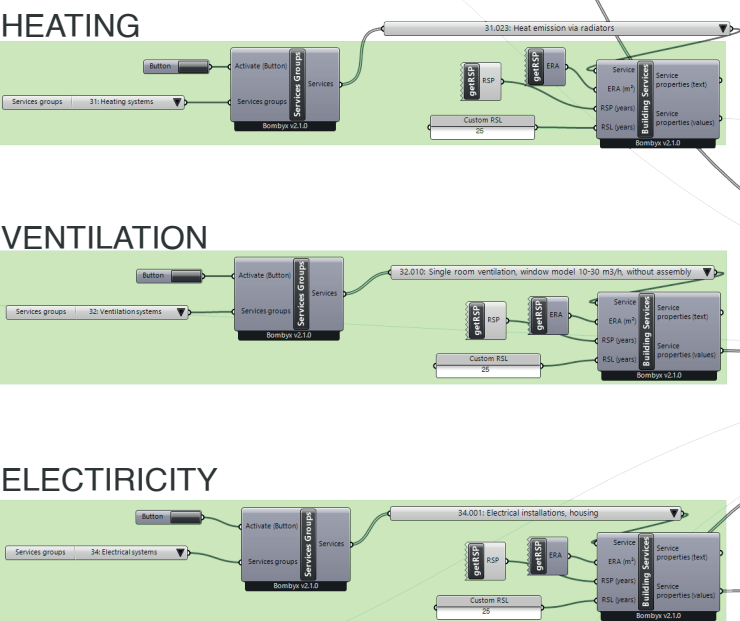 HEATING
31.023: Heat emission via radiators
Button
Activate (Button)
Services groups
Services Groups
Services
Bombyx v2.1.0
Services groups
31: Heating systems
getRSP
RSP
getRSP
ERA
Custom RSL
25
Service
ERA (m²)
RSP (years)
RSL (years)
Building Services
Service
properties (text)
Service
properties (values)
Bombyx v2.1.0
VENTILATION
32.010: Single room ventilation, window model 10-30 m3/h, without assembly
Button
Activate (Button)
Services groups
Services Groups
Services
Bombyx v2.1.0
Services groups
32: Ventilation systems
getRSP
RSP
getRSP
ERA
Custom RSL
25
Service
ERA (m²)
RSP (years)
RSL (years)
Building Services
Service
properties (text)
Service
properties (values)
Bombyx v2.1.0
ELECTIRICITY
34.001: Electrical installations, housing
Button
Activate (Button)
Services groups
Services Groups
Services
Bombyx v2.1.0
Services groups
34: Electrical systems
getRSP
RSP
getRSP
ERA
Custom RSL
25
Service
ERA (m²)
RSP (years)
RSL (years)
Building Services
Service
properties (text)
Service
properties (values)
Bombyx v2.1.0